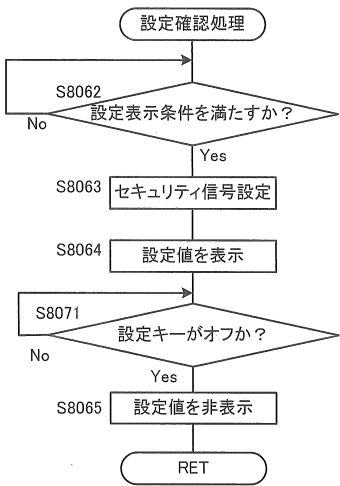 設定確認処理
S8062
設定表示条件を満たすか？
No
Yes
S8063
セキュリティ信号設定
S8064
設定値を表示
S8071
設定キーがオフか？
No
Yes
S8065
設定値を非表示
RET